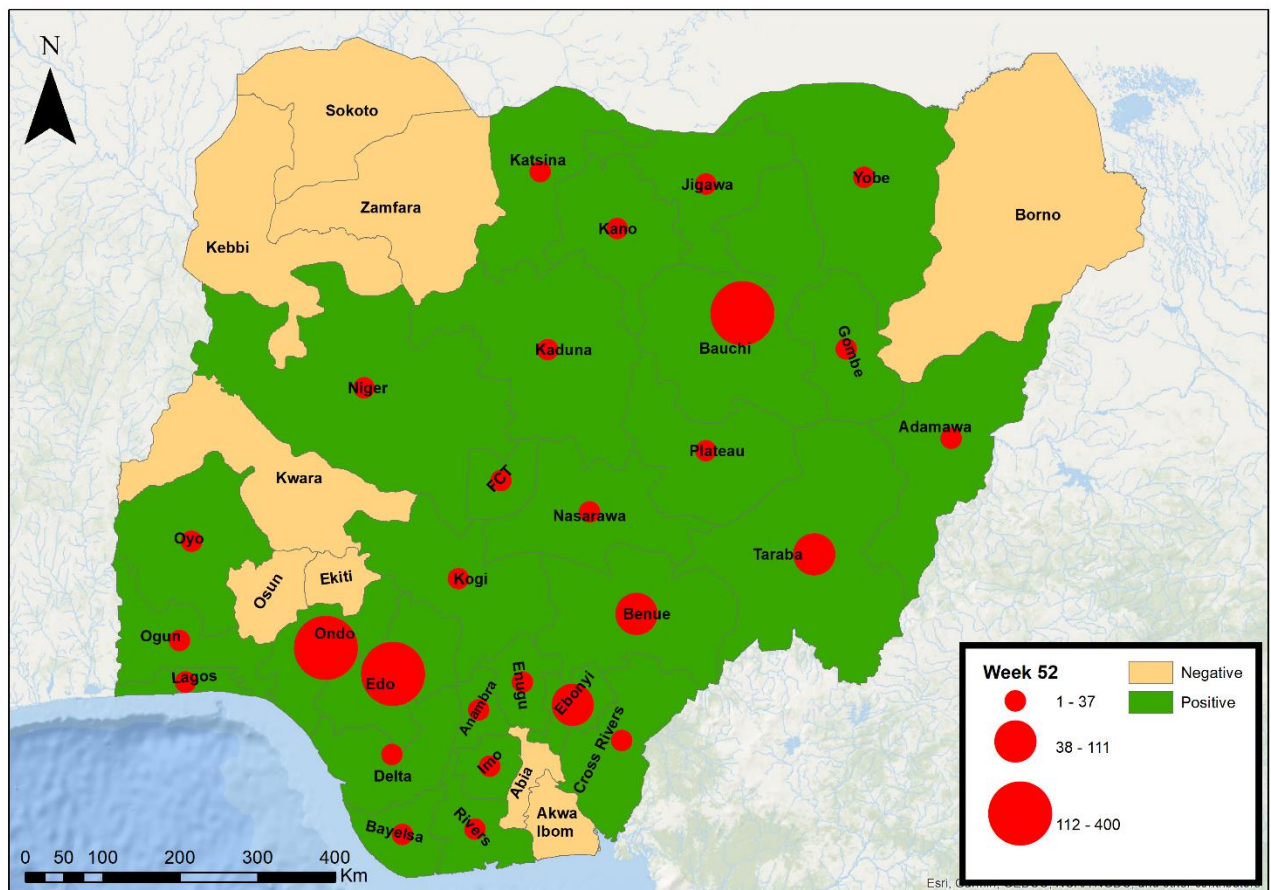 N
Sokoto
Katsina
Jigawa
Yobe
Zamfara
Borno
Kano
Kebbi
Kaduna
Bauchi
Gombe
Niger
Adamawa
Plateau
Kwara
FCT
Nasarawa
Oyo
Taraba
Osun
Ekiti
Kogi
Benue
Ogun
Ondo
Lagos
Edo
Anambra
Enugu
Ebonyi
Cross Rivers
Delta
Imo
Abia
Akwa
Ibom
Bayelsa
Rivers
Week 52
1 - 37
38 - 111
112 - 400
Negative
Positive
0 50 100 200 300 400
Km
Esri,